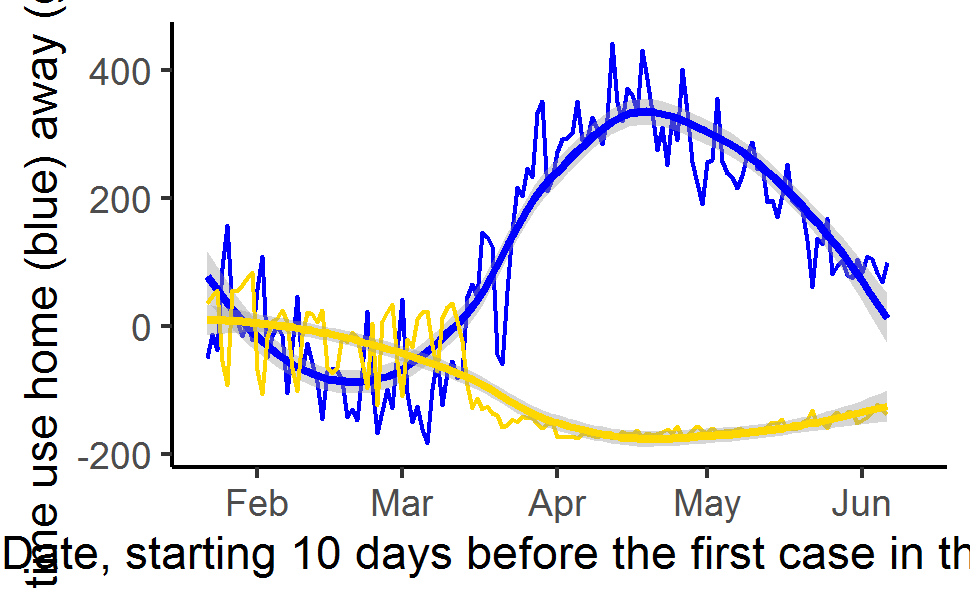 time use home (blue) away (
400
200
0
-200
Feb Mar Apr May Jun
Date, starting 10 days before the first case in th